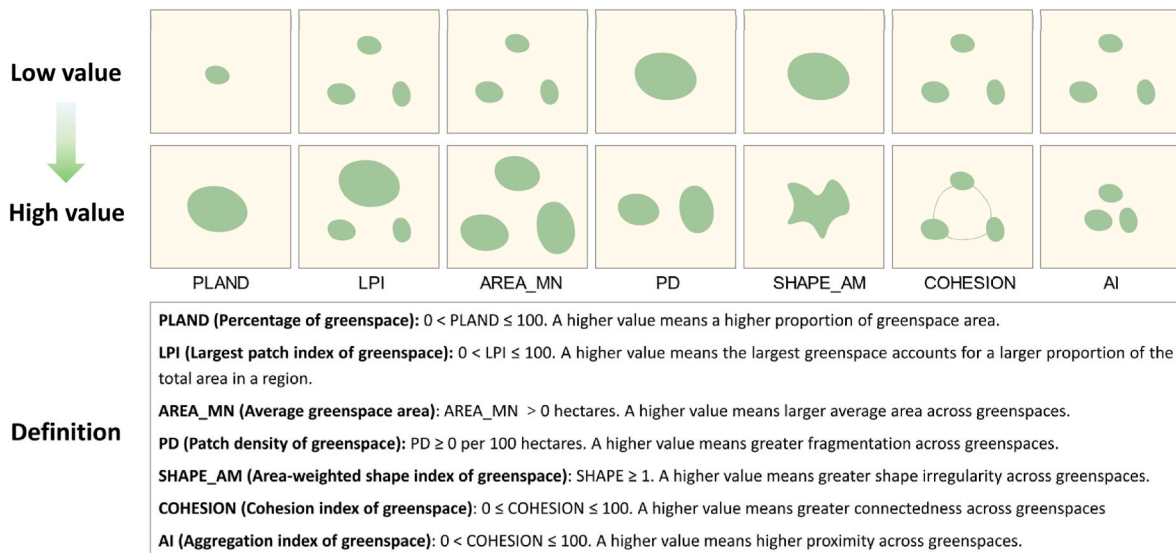 Low value
High value
PLAND LPI AREA_MN PD SHAPE_AM COHESION AI
Definition
PLAND (Percentage of greenspace): 0 < PLAND ≤ 100. A higher value means a higher proportion of greenspace area.
LPI (Largest patch index of greenspace): 0 < LPI ≤ 100. A higher value means the largest greenspace accounts for a larger proportion of the
total area in a region.
AREA_MN (Average greenspace area): AREA_MN > 0 hectares. A higher value means larger average area across greenspaces.
PD (Patch density of greenspace): PD ≥ 0 per 100 hectares. A higher value means greater fragmentation across greenspaces.
SHAPE_AM (Area-weighted shape index of greenspace): SHAPE ≥ 1. A higher value means greater shape irregularity across greenspaces.
COHESION (Cohesion index of greenspace): 0 ≤ COHESION ≤ 100. A higher value means greater connectedness across greenspaces
AI (Aggregation index of greenspace): 0 < COHESION ≤ 100. A higher value means higher proximity across greenspaces.